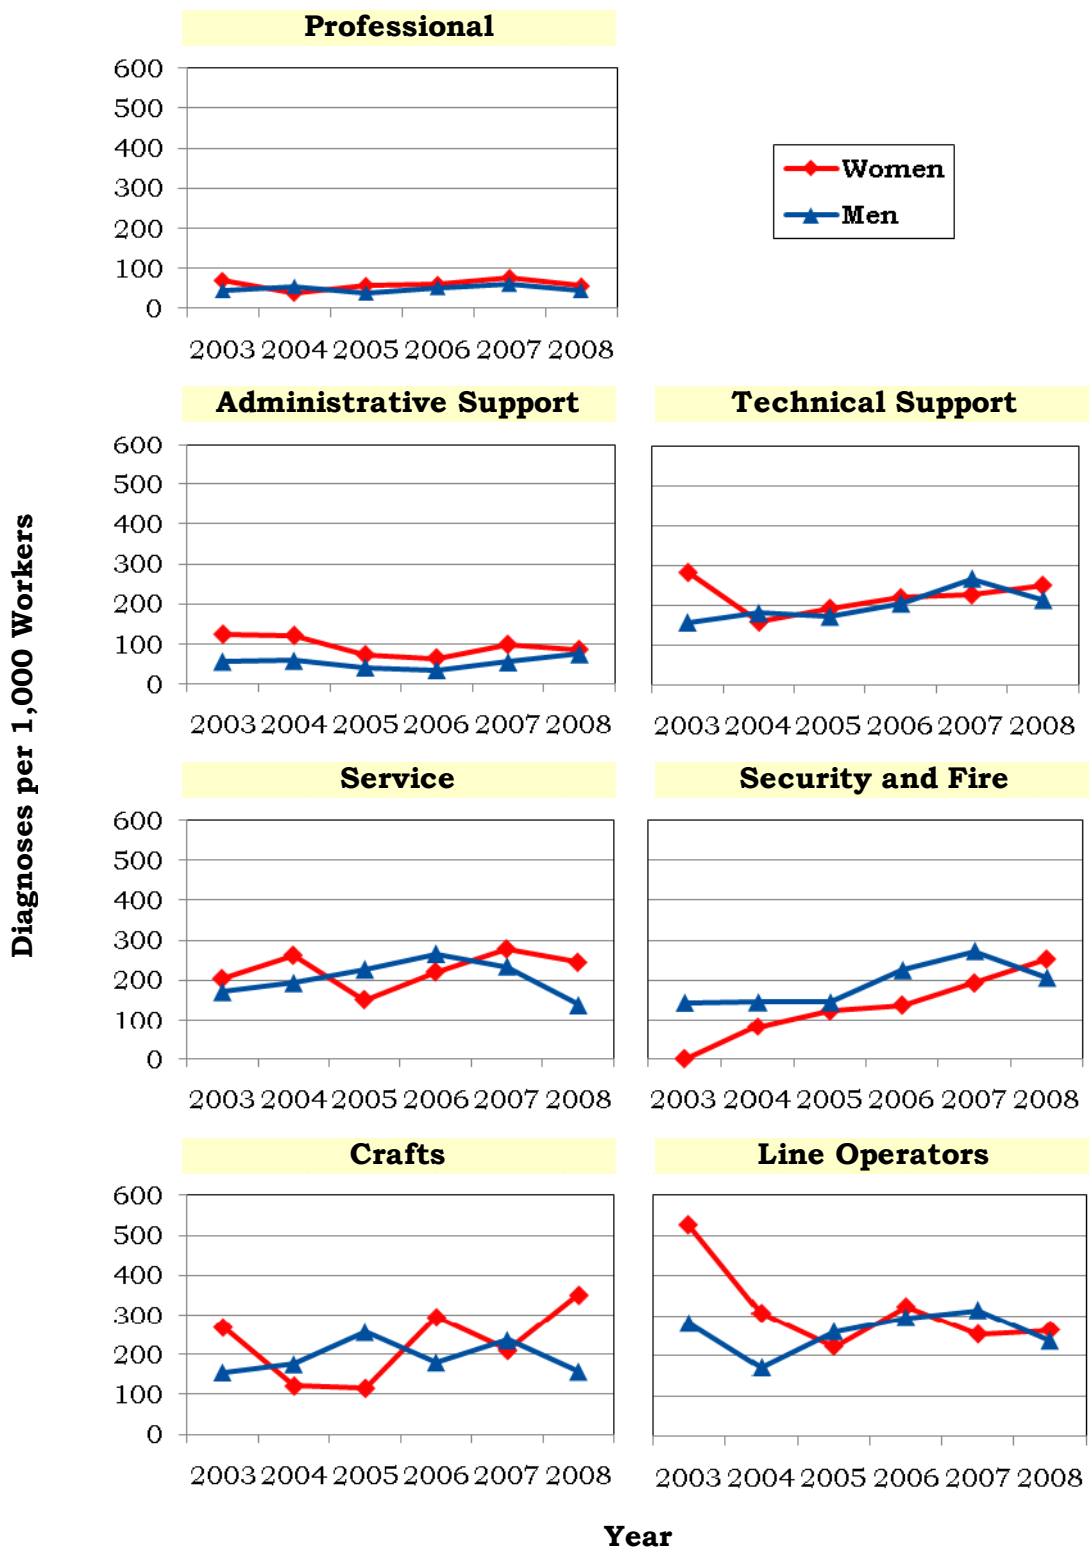 Professional
600
500
400
300
200
100
0
2003 2004 2005 2006 2007 2008
Women
Men
Diagnoses per 1,000 Workers
Administrative Support
600
500
400
300
200
100
0
2003 2004 2005 2006 2007 2008
Technical Support
2003 2004 2005 2006 2007 2008
Service
600
500
400
300
200
100
0
2003 2004 2005 2006 2007 2008
Security and Fire
2003 2004 2005 2006 2007 2008
Crafts
600
500
400
300
200
100
0
2003 2004 2005 2006 2007 2008
Line Operators
2003 2004 2005 2006 2007 2008
Year